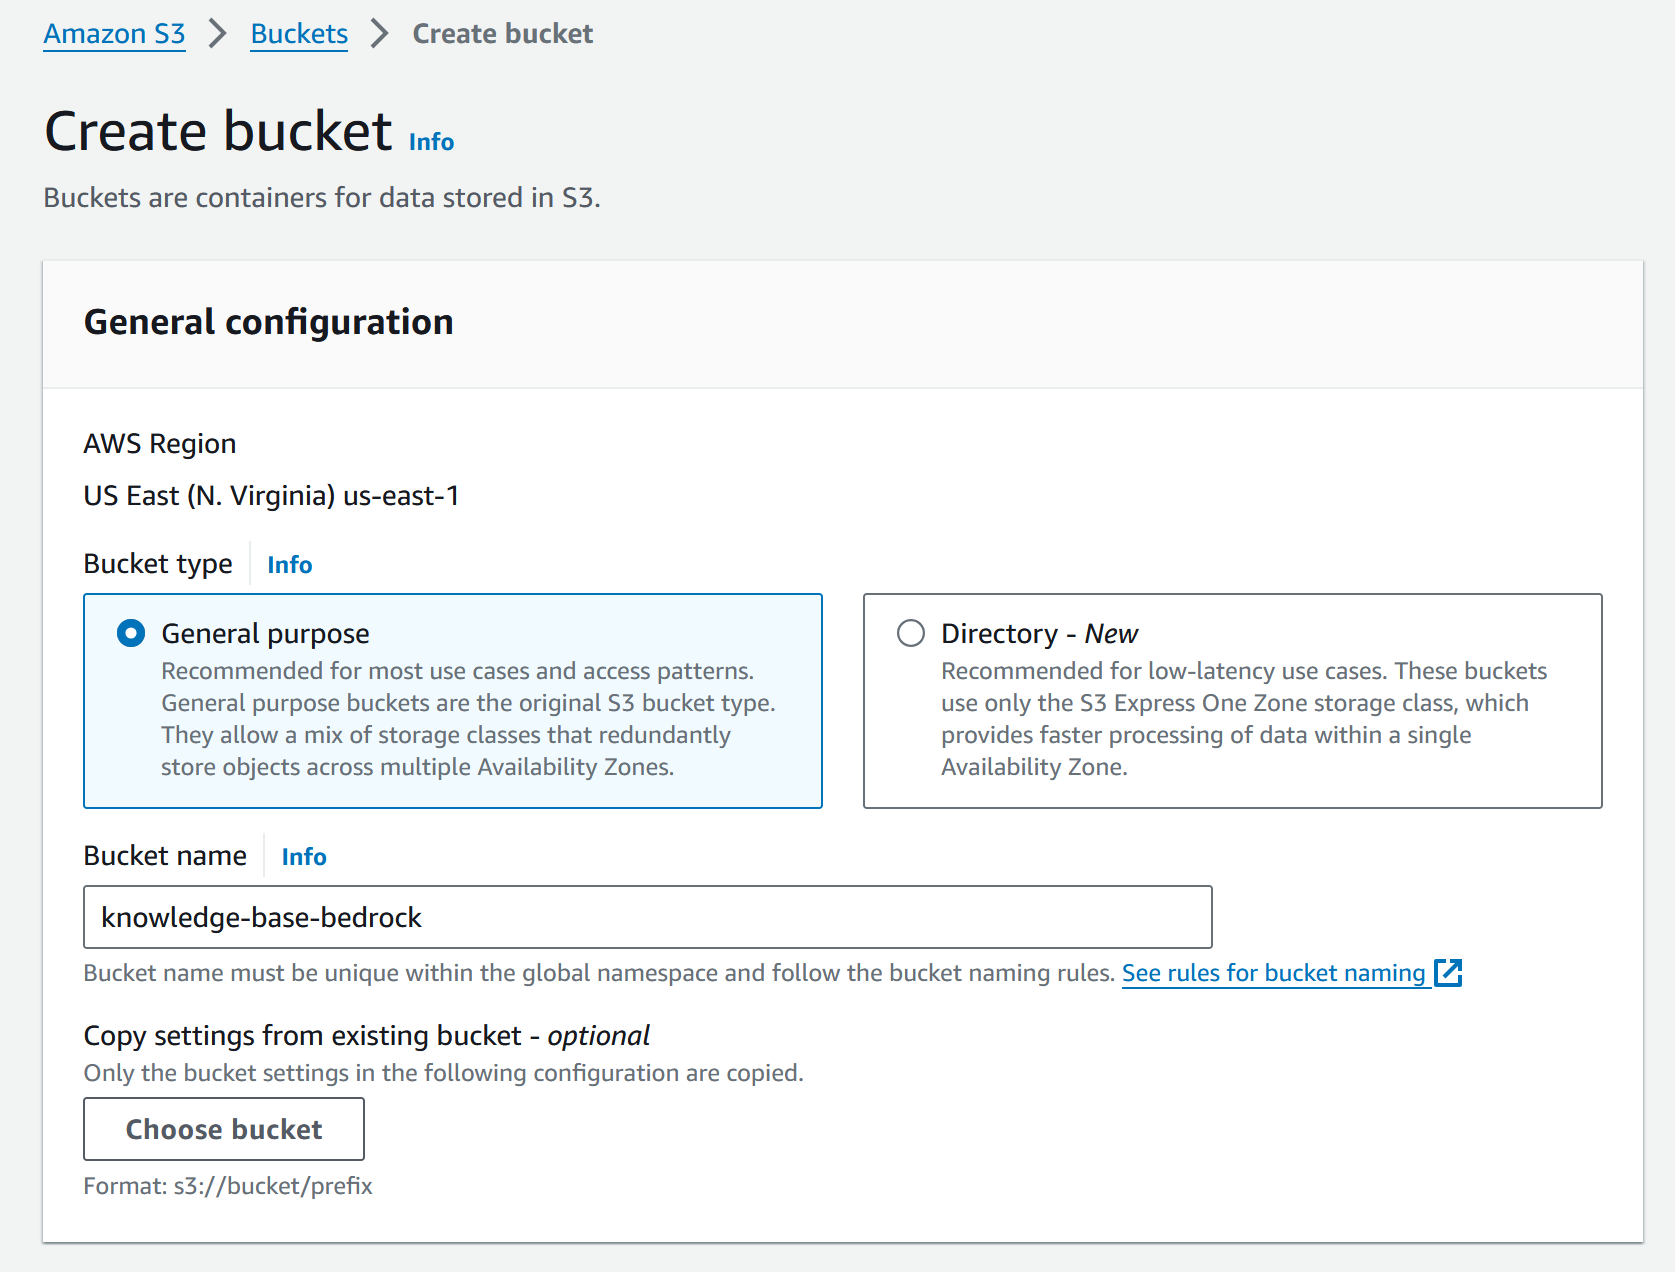 Amazon S3 > Buckets > Create bucket
Create bucket Info
Buckets are containers for data stored in S3.
General configuration
AWS Region
US East (N. Virginia) us-east-1
Bucket type Info
General purpose
Recommended for most use cases and access patterns.
General purpose buckets are the original S3 bucket type.
They allow a mix of storage classes that redundantly
store objects across multiple Availability Zones.
Directory - New
Recommended for low-latency use cases. These buckets
use only the S3 Express One Zone storage class, which
provides faster processing of data within a single
Availability Zone.
Bucket name Info
knowledge-base-bedrock
Bucket name must be unique within the global namespace and follow the bucket naming rules. See rules for bucket naming
Copy settings from existing bucket - optional
Only the bucket settings in the following configuration are copied.
Choose bucket
Format: s3://bucket/prefix